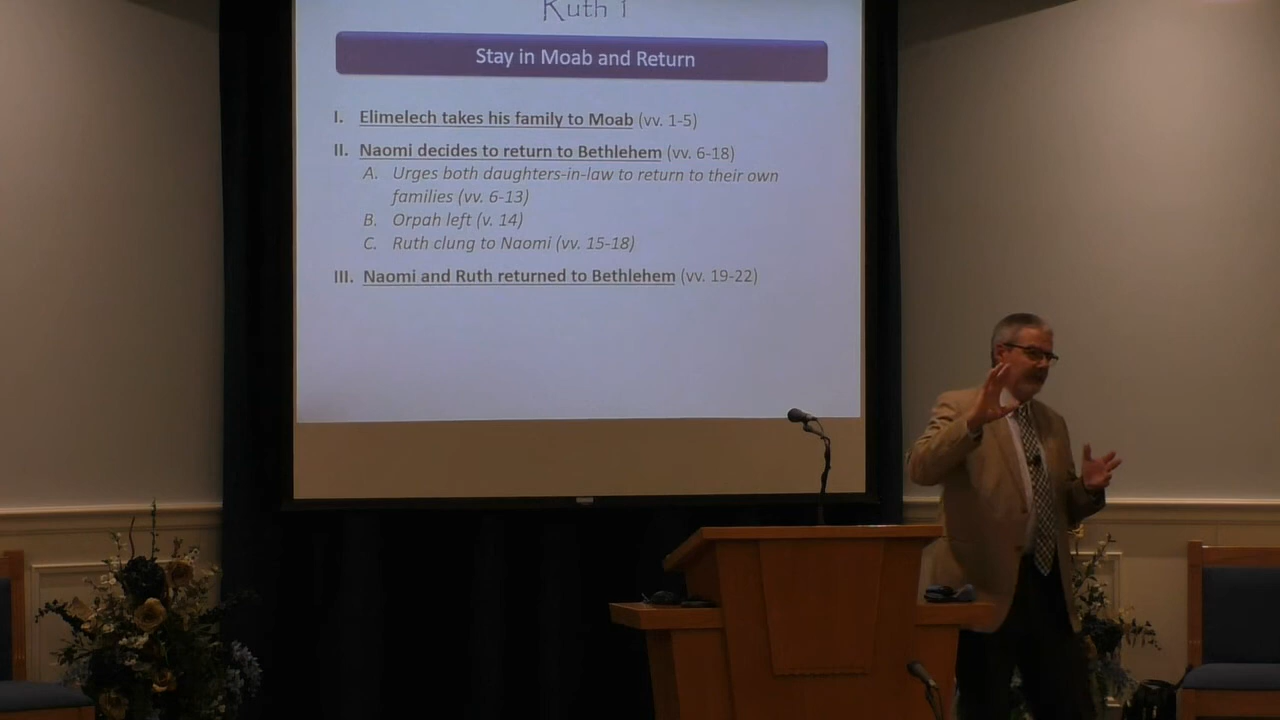 Ruth 1
Stay in Moab and Return
I. Elimelech takes his family to Moab (vv. 1-5)
II. Naomi decides to return to Bethlehem (vv. 6-18)
A. Urges both daughters-in-law to return to their own
families (vv. 6-13)
B. Orpah left (v. 14)
C. Ruth clung to Naomi (vv. 15-18)
III. Naomi and Ruth returned to Bethlehem (vv. 19-22)